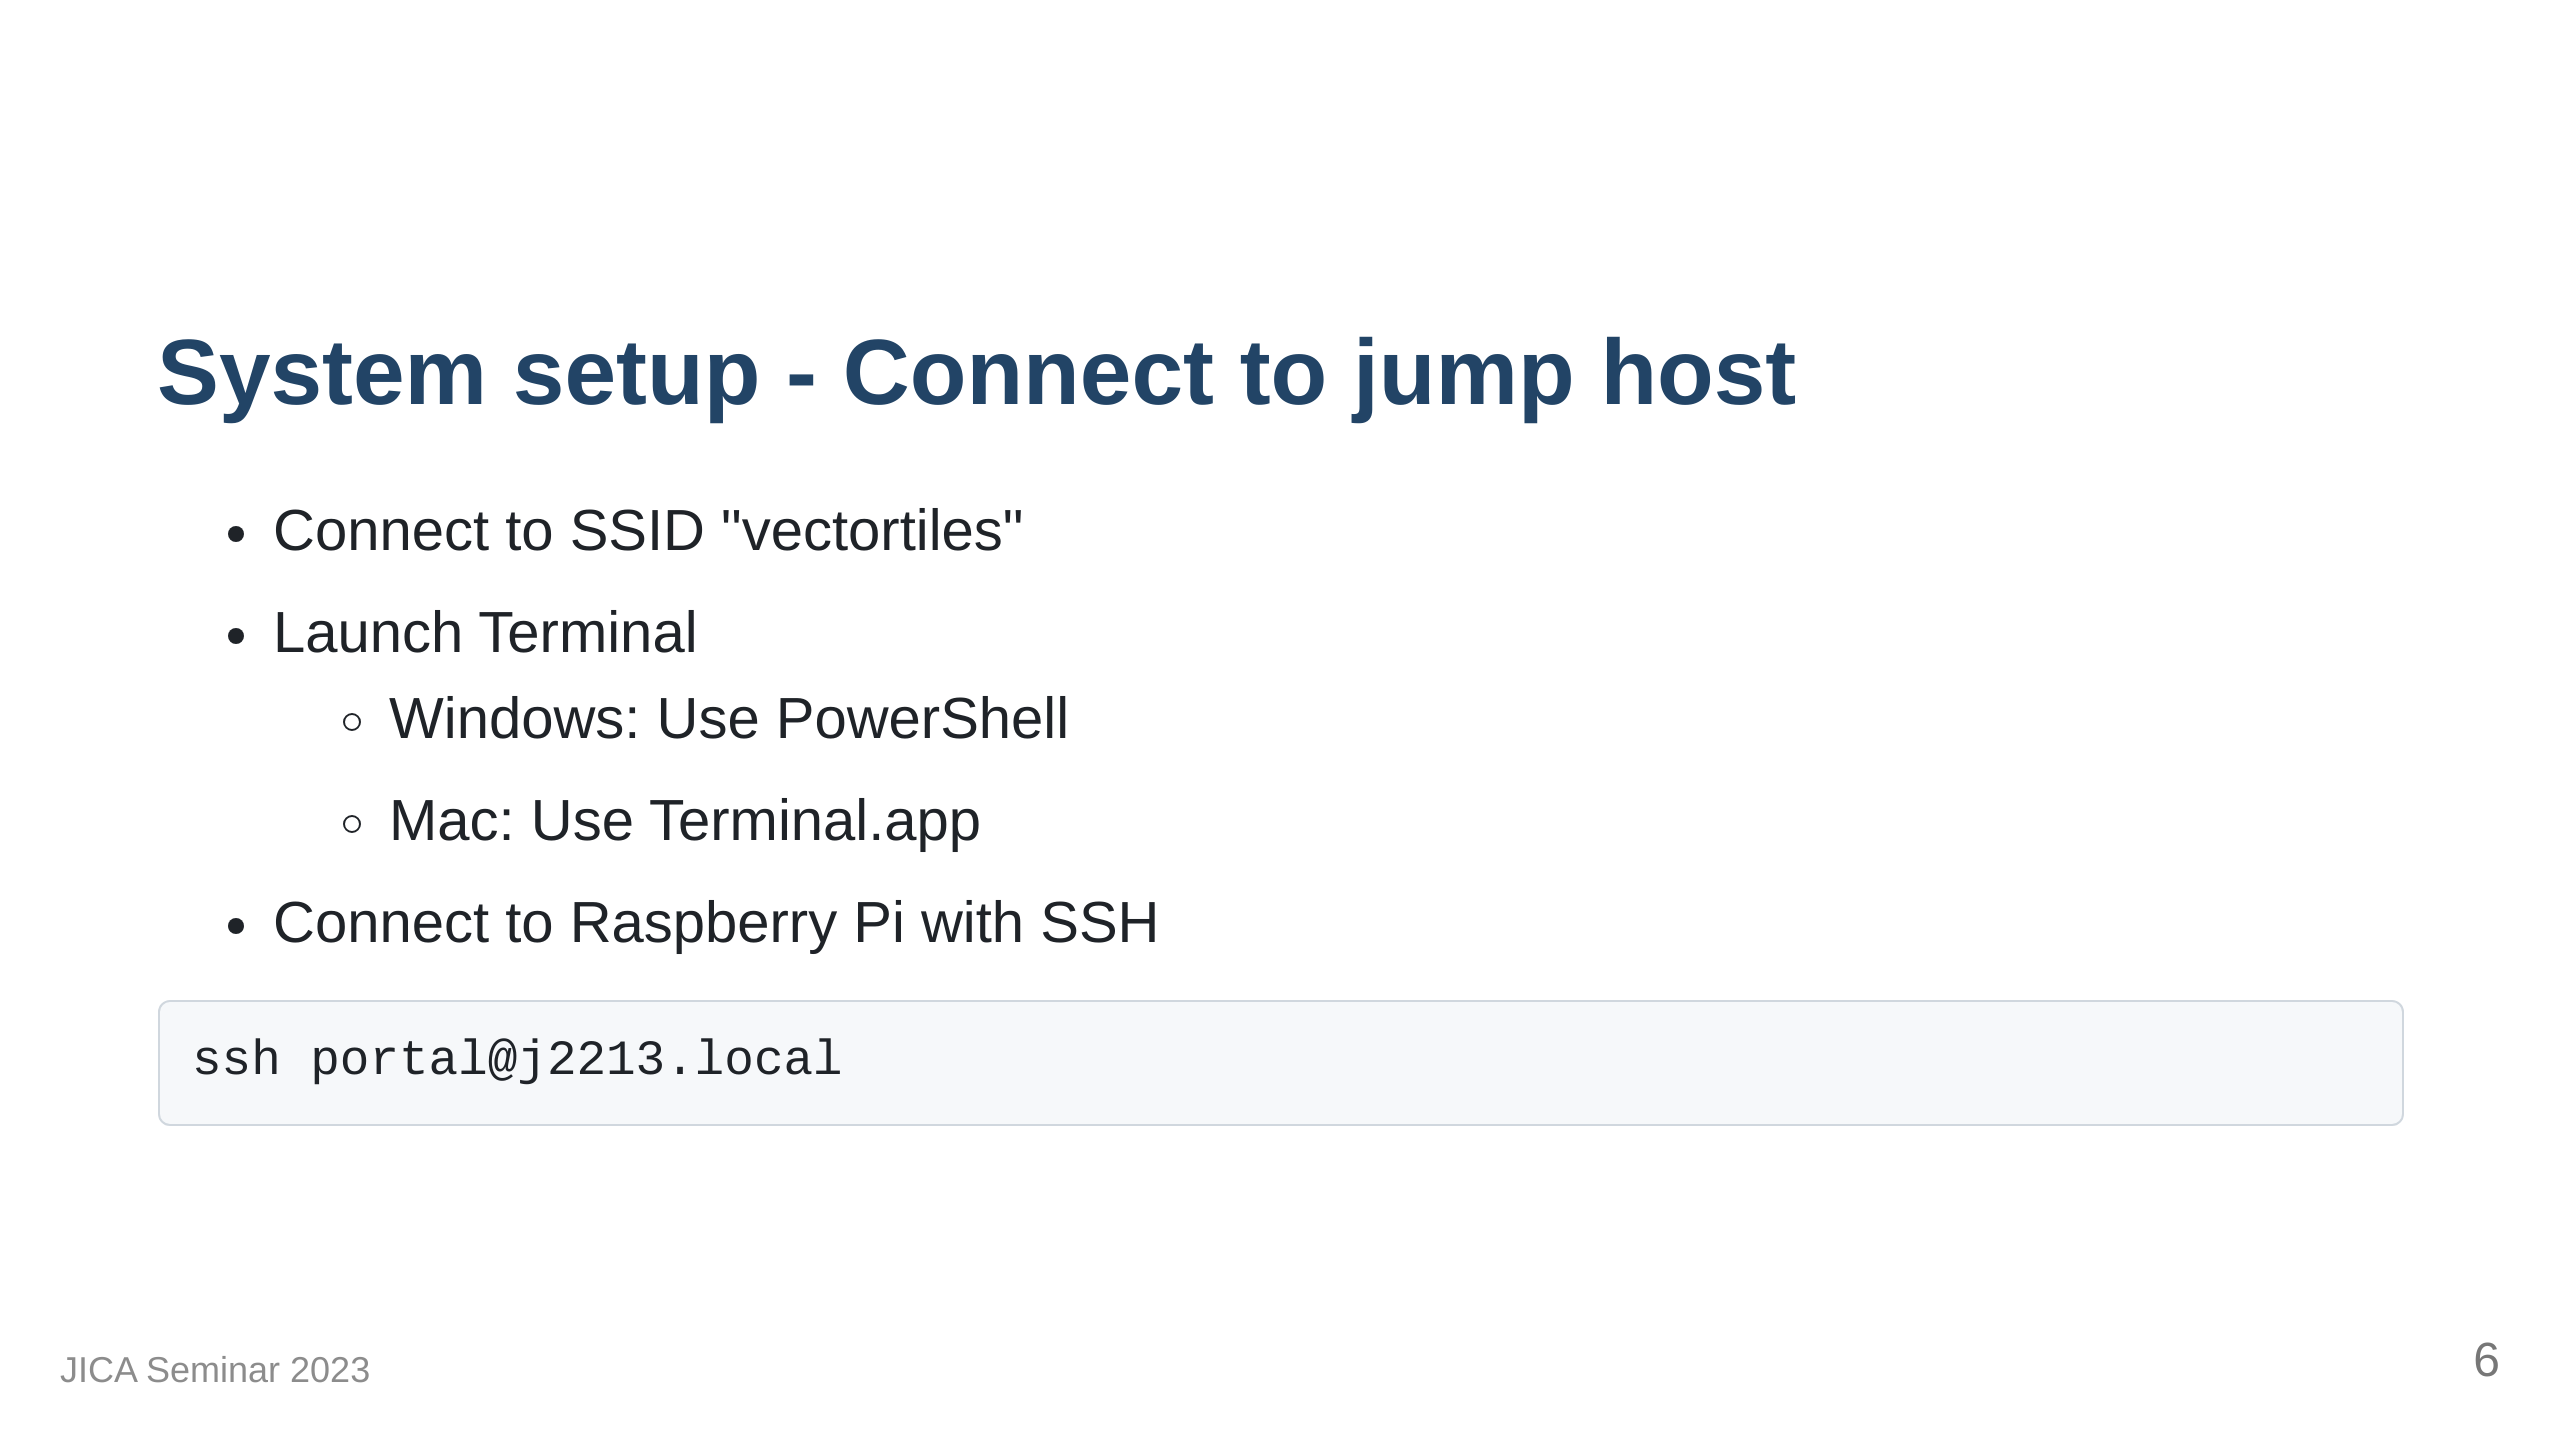 System setup - Connect to jump host
Connect to SSID "vectortiles"
Launch Terminal
Windows: Use PowerShell
Mac: Use Terminal.app
Connect to Raspberry Pi with SSH
ssh portal@j2213.local
JICA Seminar 2023
6